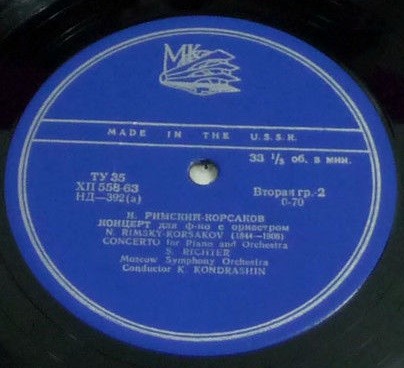 МК
MADE IN THE U.S.S.R.
33 ⅓ об. в мин.
ТУ 35
ХП 558-63
НД—392(а)
Вторая гр.-2
0-70
Н. РИМСКИЙ-КОРСАКОВ
КОНЦЕРТ для ф-но с оркестром
N. RIMSKY-KORSAKOV (1844—1908)
CONCERTO for Piano and Orchestra
S. RICHTER
Moscow Symphony Orchestra
Conductor K. KONDRASHIN